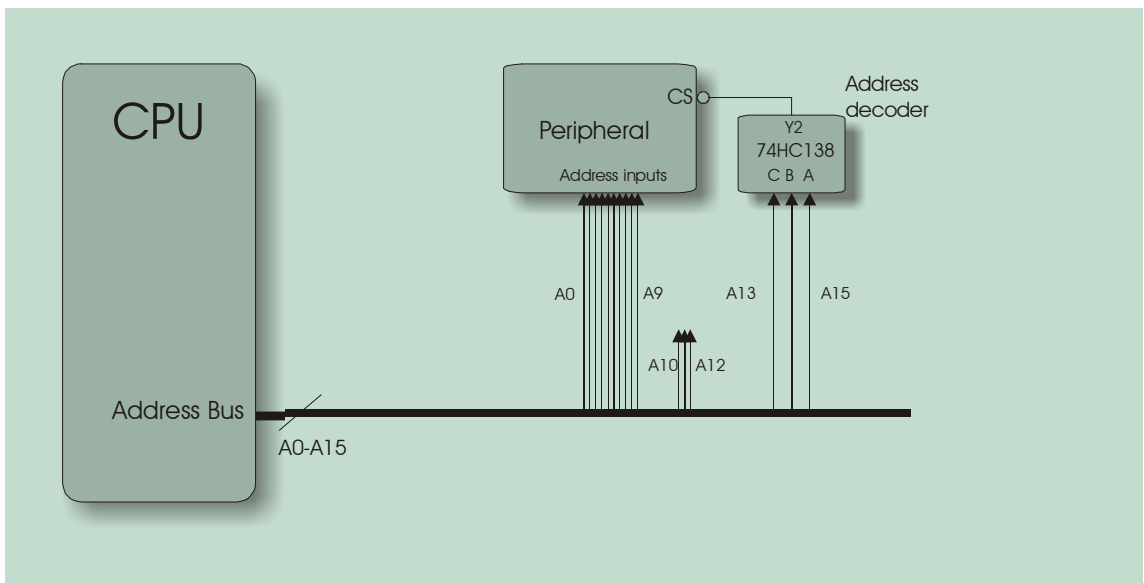 CPU
Address Bus
A0-A15
Peripheral
CS
Address inputs
Address
decoder
Y2
74HC138
C B A
A0
A9
A10
A12
A13
A15